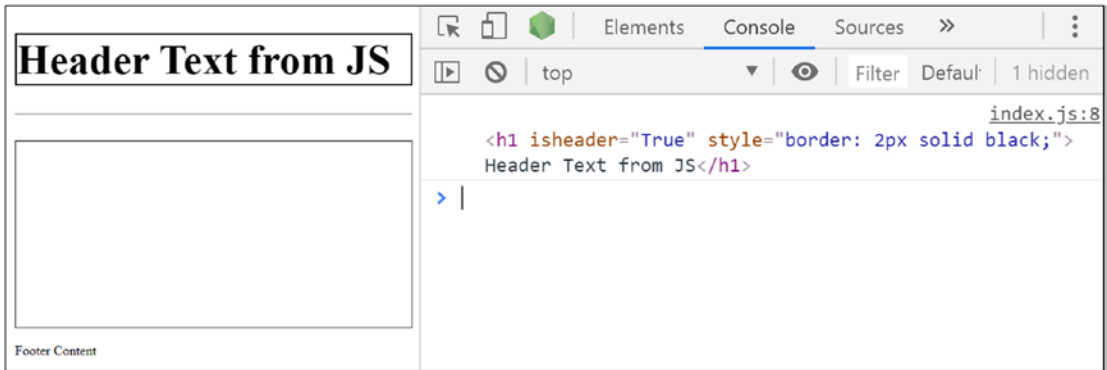 Header Text from JS
Footer Content
Elements Console Sources »
top Filter Defaul 1 hidden
index.js:8
<h1 isheader="True" style="border: 2px solid black;">
Header Text from JS</h1>
>